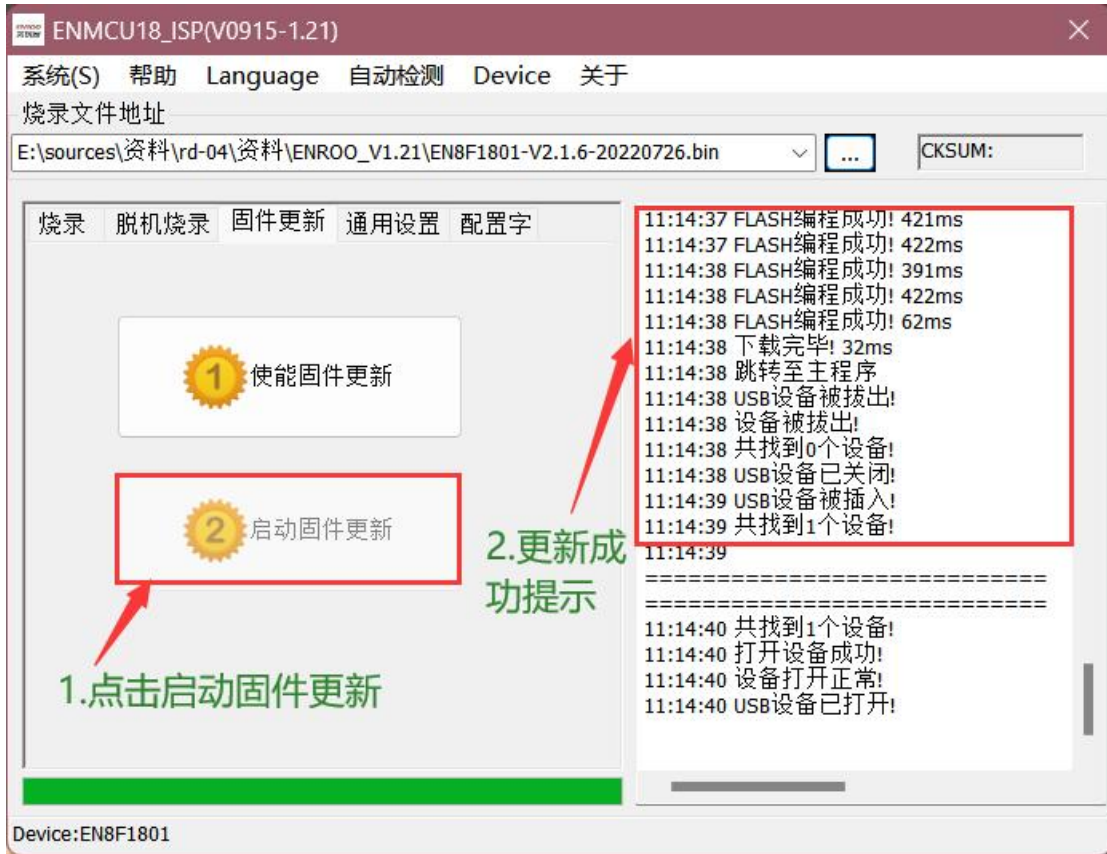 ENMCU18_ISP(V0915-1.21)
系统(S) 帮助 Language 自动检测 Device 关于
烧录文件地址
E:\sources\资料\rd-04\资料\ENROO_V1.21\EN8F1801-V2.1.6-20220726.bin ... CKSUM:
烧录 脱机烧录 固件更新 通用设置 配置字
1 使能固件更新
2 启动固件更新
1.点击启动固件更新
2.更新成
功提示
11:14:37 FLASH编程成功! 421ms
11:14:37 FLASH编程成功! 422ms
11:14:38 FLASH编程成功! 391ms
11:14:38 FLASH编程成功! 422ms
11:14:38 FLASH编程成功! 62ms
11:14:38 下载完毕! 32ms
11:14:38 跳转至主程序
11:14:38 USB设备被拔出!
11:14:38 设备被拔出!
11:14:38 共找到0个设备!
11:14:38 USB设备已关闭!
11:14:39 USB设备被插入!
11:14:39 共找到1个设备!
11:14:39
============================
============================
11:14:40 共找到1个设备!
11:14:40 打开设备成功!
11:14:40 设备打开正常!
11:14:40 USB设备已打开!
Device:EN8F1801